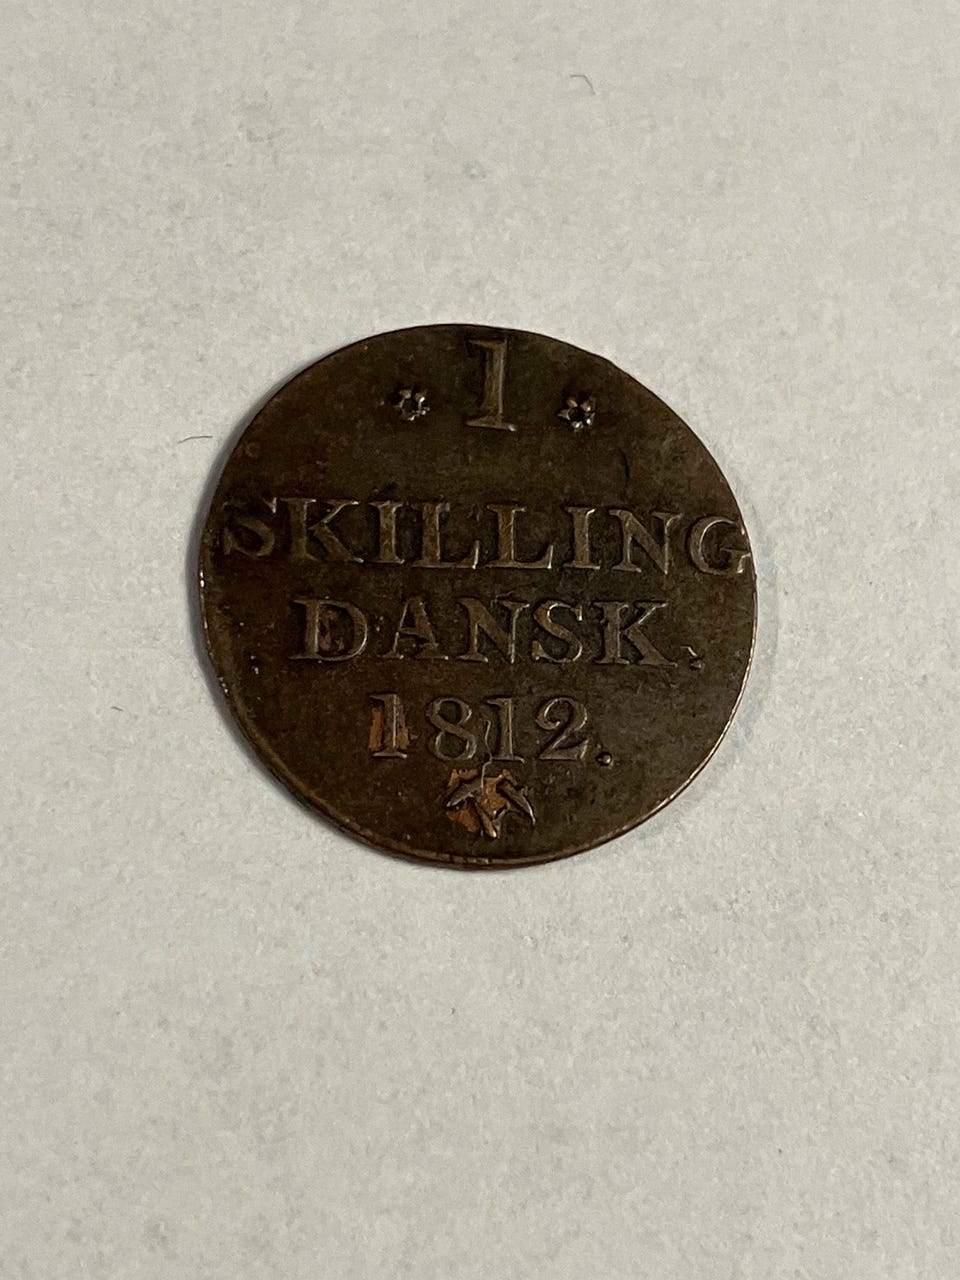 1
SKILLING
DANSK.
1812.